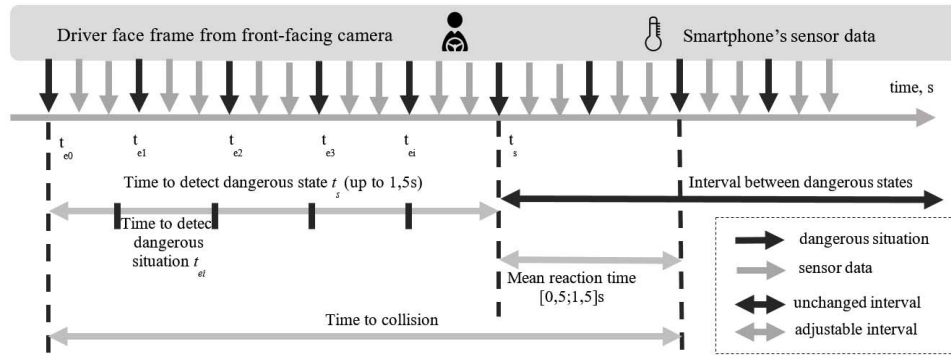 Driver face frame from front-facing camera
Smartphone's sensor data
time, s
t e0
t e1
t e2
t e3
t ei
t s
Time to detect dangerous state t s (up to 1,5s)
Interval between dangerous states
Time to detec
dangerous
situation t ei
Mean reaction time
[0,5;1,5]s
Time to collision
dangerous situation
sensor data
unchanged interval
adjustable interval